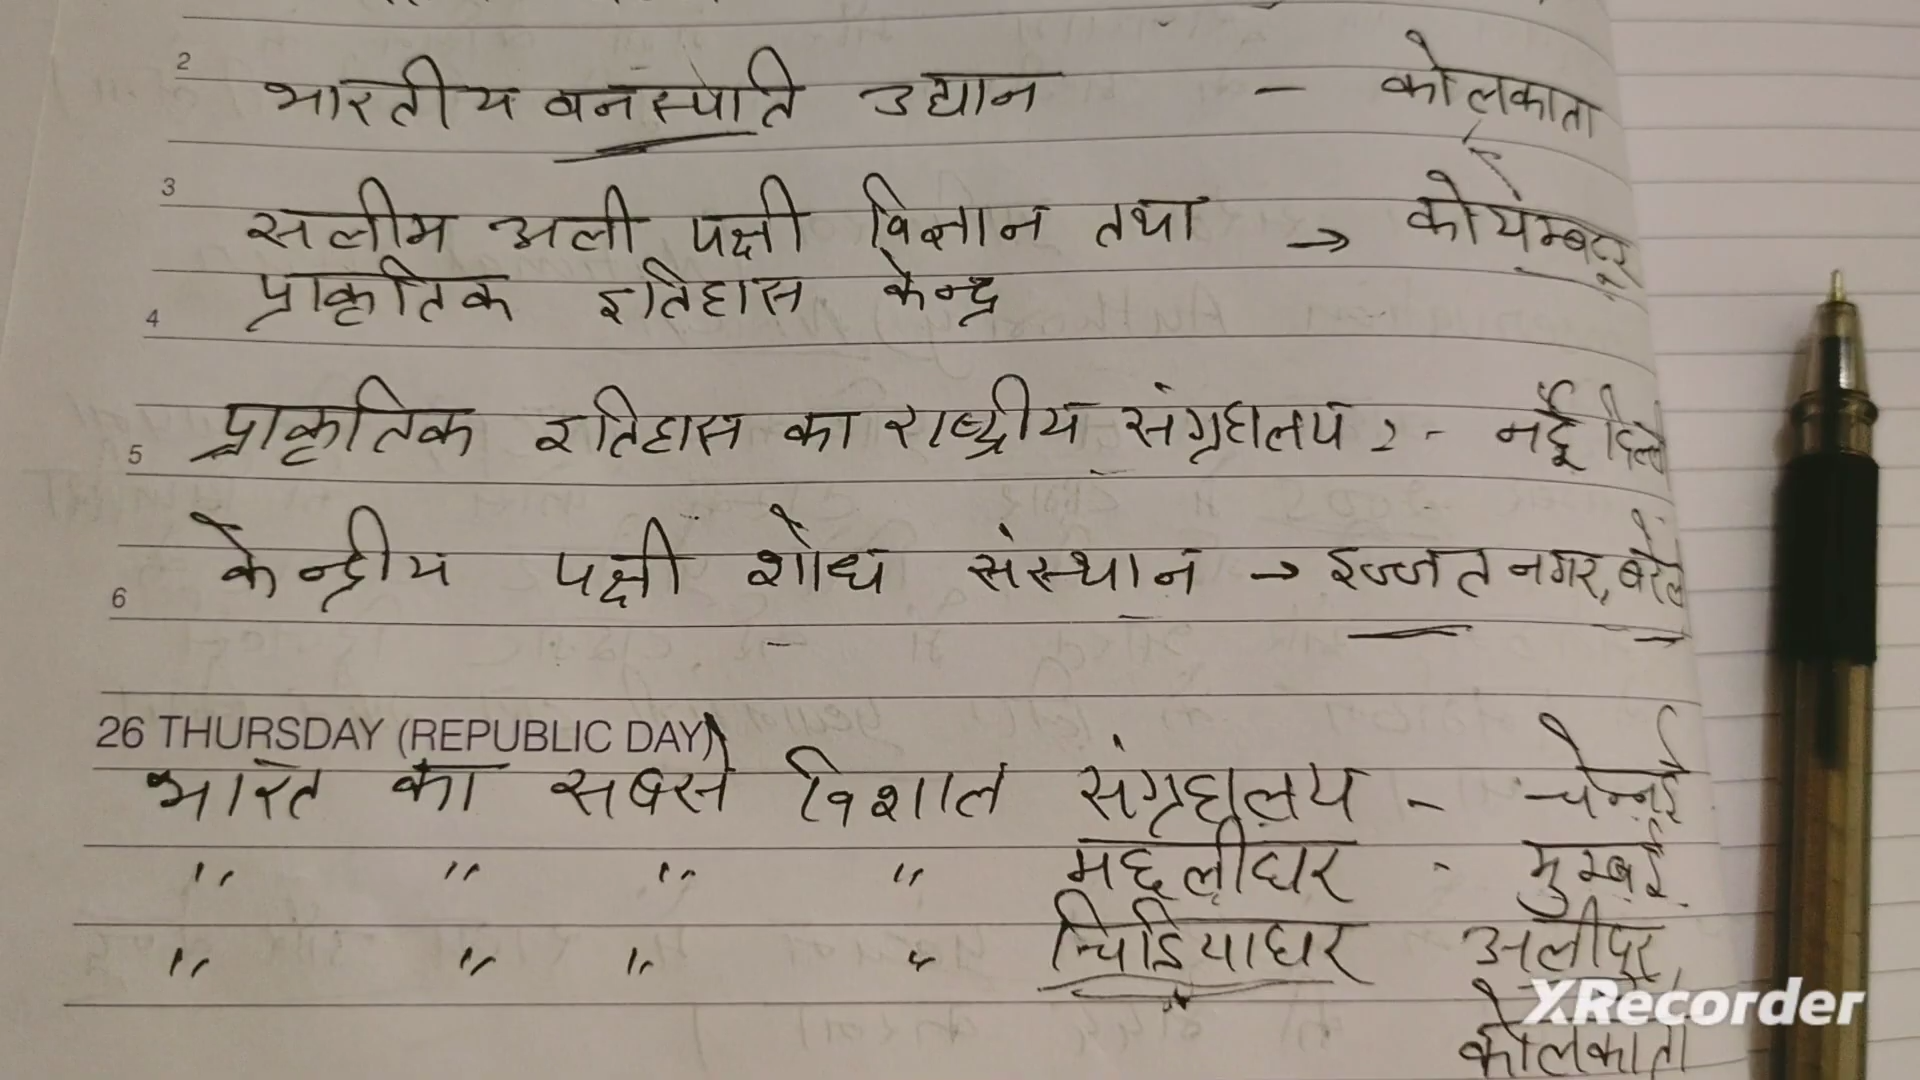 2
भारतीय वनस्पति उद्यान - कोलकाता
3
सलीम अली पक्षी विज्ञान तथा → कोयम्बटूर
प्राकृतिक इतिहास केन्द्र
4
प्राकृतिक इतिहास का राष्ट्रीय संग्रहालय :- नई
5
केन्द्रीय पक्षी शोध संस्थान → इज्जत नगर,
6
26 THURSDAY (REPUBLIC DAY)
भारत का सबसे विशाल संग्रहालय - चेन्नई
" " " " मछलीघर - मुम्बई
" " " " चिडियाघर अलीपुर,
कोलकाता
XRecorder